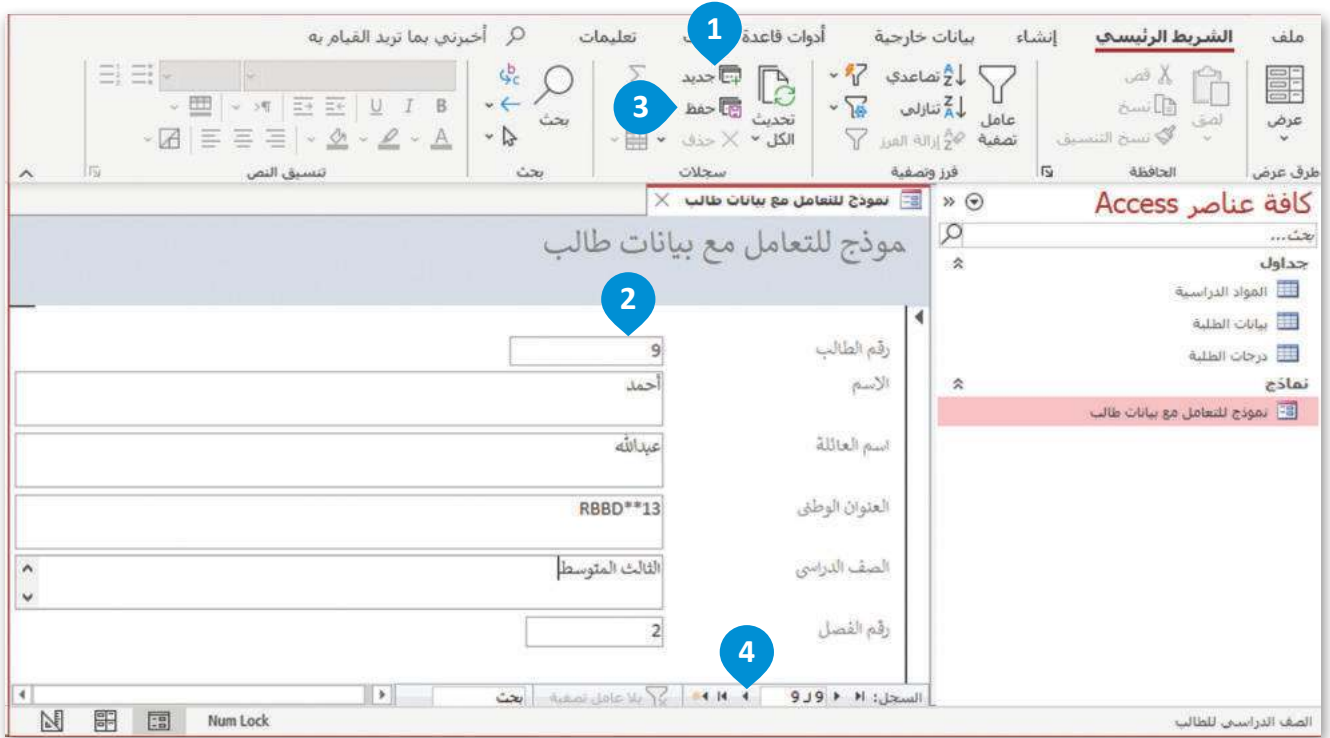 ملف الشريط الرئيسي إنشاء بيانات خارجية أدوات قاعدة تعليمات أخبرني بما تريد القيام به
1
عرض
لصق
قص
نسخ
نسخ التنسيق
عامل تصفية
تصاعدي
تنازلي
إزالة الفرز
تحديث الكل
جديد
حفظ
حذف
3
بحث
B I U
A
طرق عرض الحافظة فرز وتصفية سجلات بحث تنسيق النص
كافة عناصر Access
بحث...
جداول
المواد الدراسية
بيانات الطلبة
درجات الطلبة
نماذج
نموذج للتعامل مع بيانات طالب
نموذج للتعامل مع بيانات طالب
موذج للتعامل مع بيانات طالب
2
رقم الطالب 9
الاسم أحمد
اسم العائلة عبدالله
العنوان الوطني RBBD**13
الصف الدراسي الثالث المتوسط
رقم الفصل 2
4
السجل: 9 لـ 9 بلا عامل تصفية بحث
الصف الدراسي للطالب Num Lock